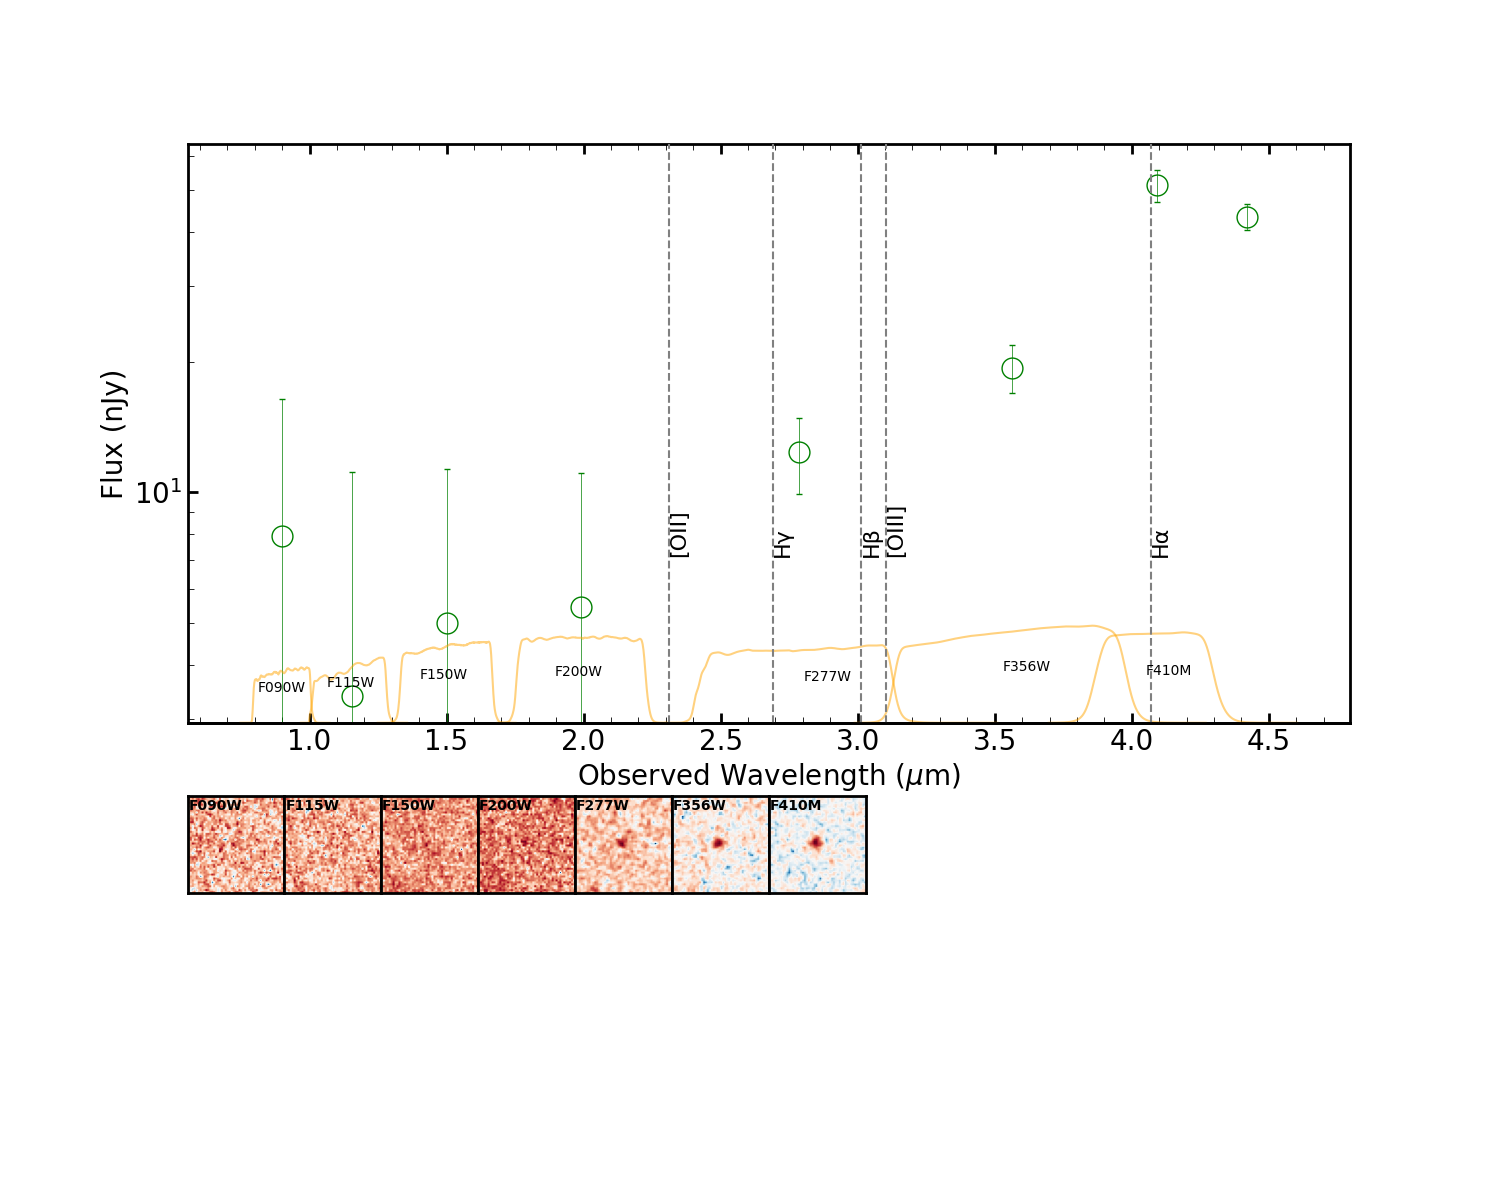 Flux (nJy)
10¹
[OII]
Hγ
Hβ
[OIII]
Hα
F090W
F115W
F150W
F200W
F277W
F356W
F410M
1.0 1.5 2.0 2.5 3.0 3.5 4.0 4.5
Observed Wavelength (μm)
F090W F115W F150W F200W F277W F356W F410M